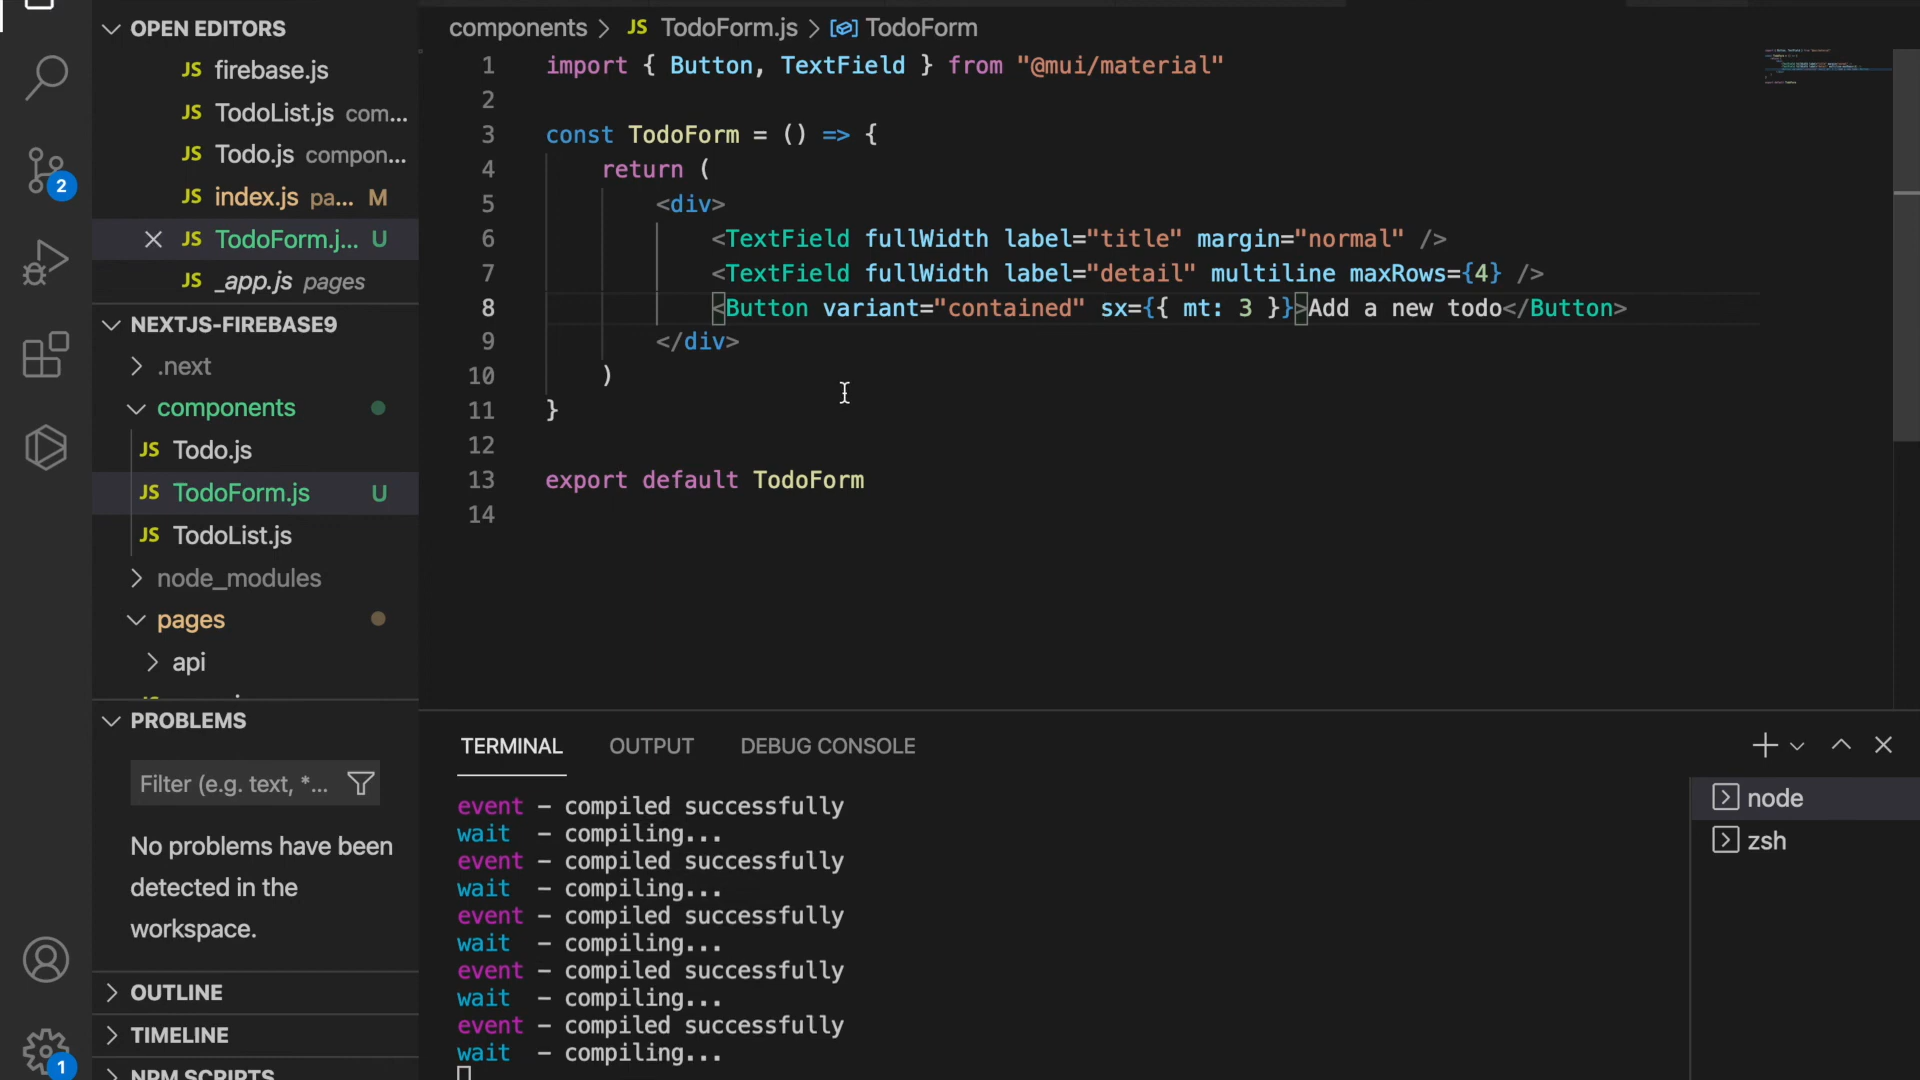 OPEN EDITORS
JS firebase.js
JS TodoList.js com...
JS Todo.js compon...
JS index.js pa... M
JS TodoForm.j... U
JS _app.js pages
NEXTJS-FIREBASE9
.next
components
JS Todo.js
JS TodoForm.js U
JS TodoList.js
node_modules
pages
api
PROBLEMS
Filter (e.g. text, *...
No problems have been
detected in the
workspace.
OUTLINE
TIMELINE
NPM SCRIPTS
2
1
components > JS TodoForm.js > TodoForm
1 import { Button, TextField } from "@mui/material"
2
3 const TodoForm = () => {
4 return (
5 <div>
6 <TextField fullWidth label="title" margin="normal" />
7 <TextField fullWidth label="detail" multiline maxRows={4} />
8 <Button variant="contained" sx={{ mt: 3 }}>Add a new todo</Button>
9 </div>
10 )
11 }
12
13 export default TodoForm
14
TERMINAL OUTPUT DEBUG CONSOLE
event - compiled successfully
wait - compiling...
event - compiled successfully
wait - compiling...
event - compiled successfully
wait - compiling...
event - compiled successfully
wait - compiling...
event - compiled successfully
wait - compiling...
node
zsh